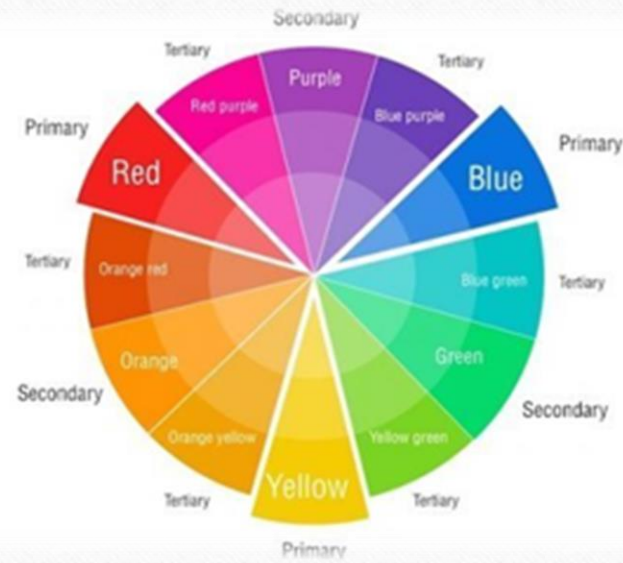 Secondary
Tertiary
Purple
Tertiary
Red purple
Blue purple
Primary
Primary
Red
Blue
Tertiary
Orange red
Blue green
Tertiary
Orange
Green
Secondary
Secondary
Orange yellow
Yellow green
Yellow
Tertiary
Tertiary
Primary